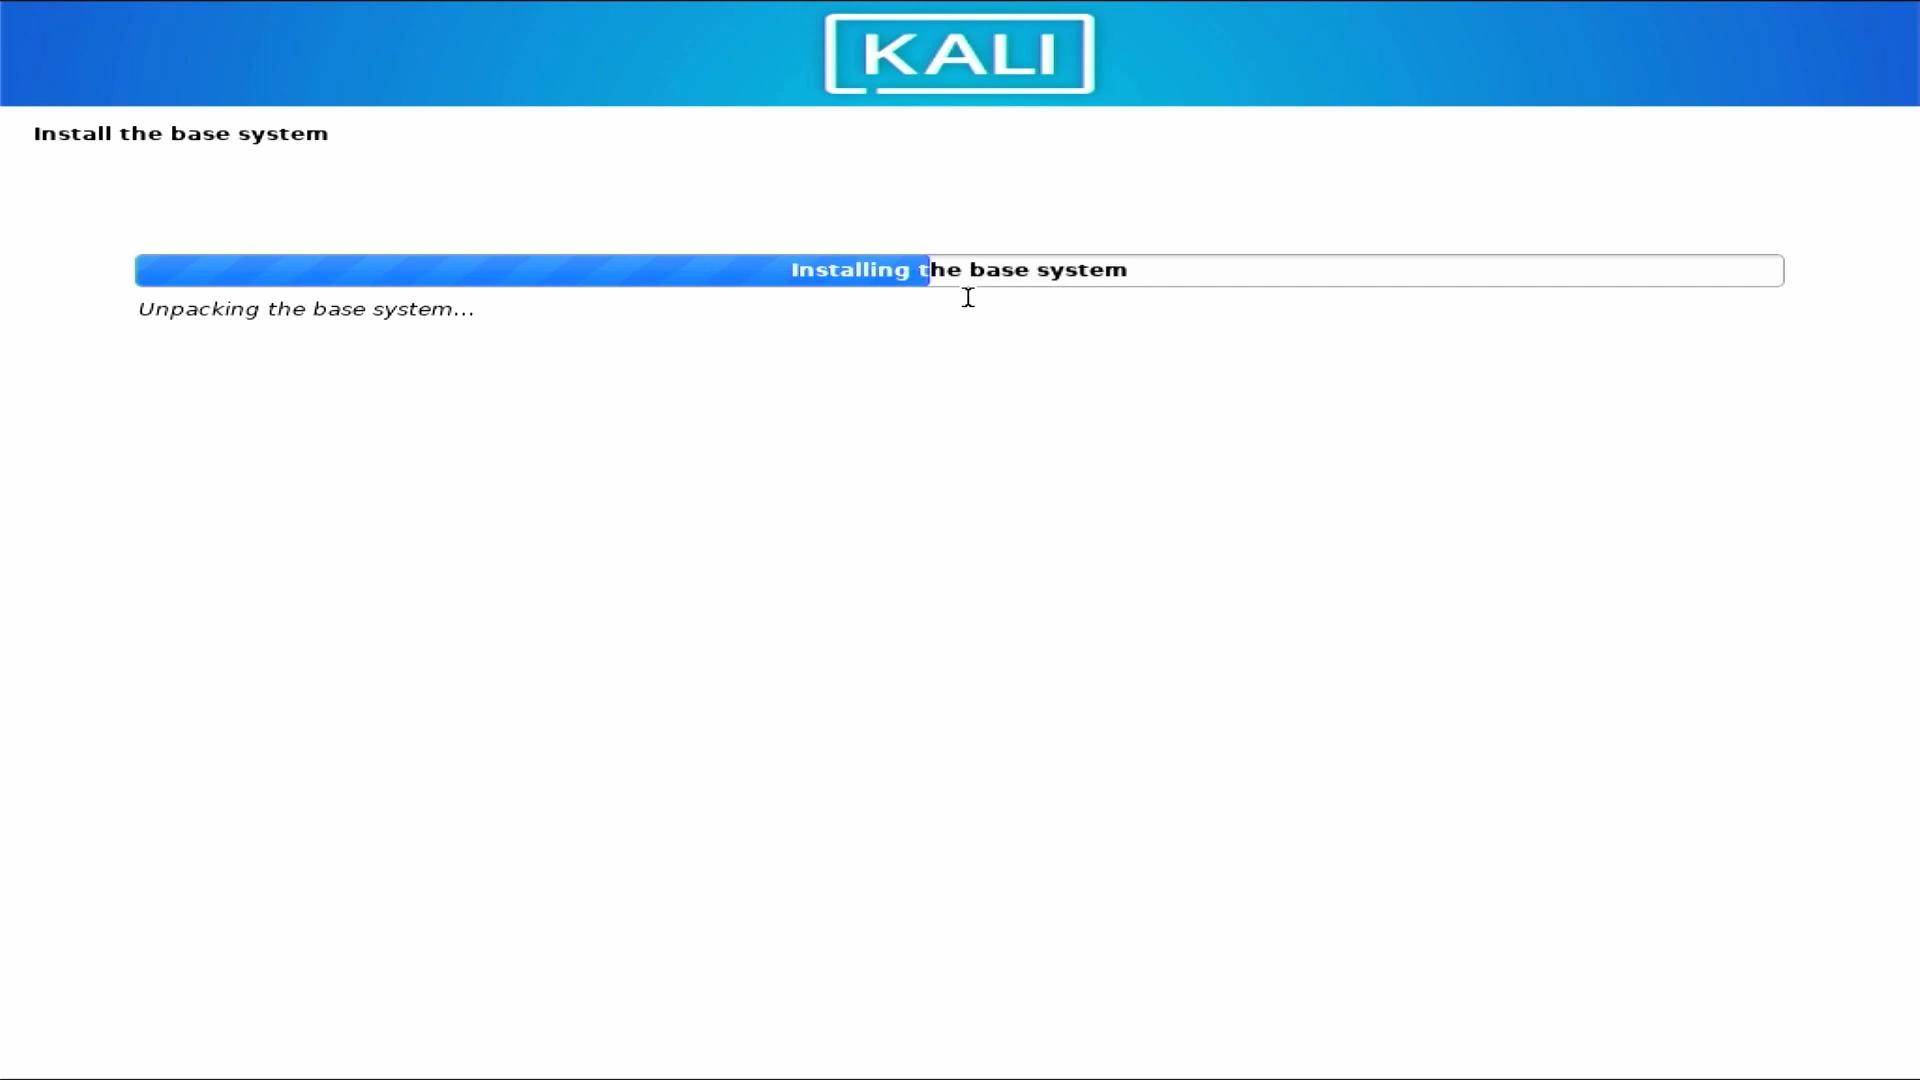 KALI
Install the base system
Installing the base system
Unpacking the base system...